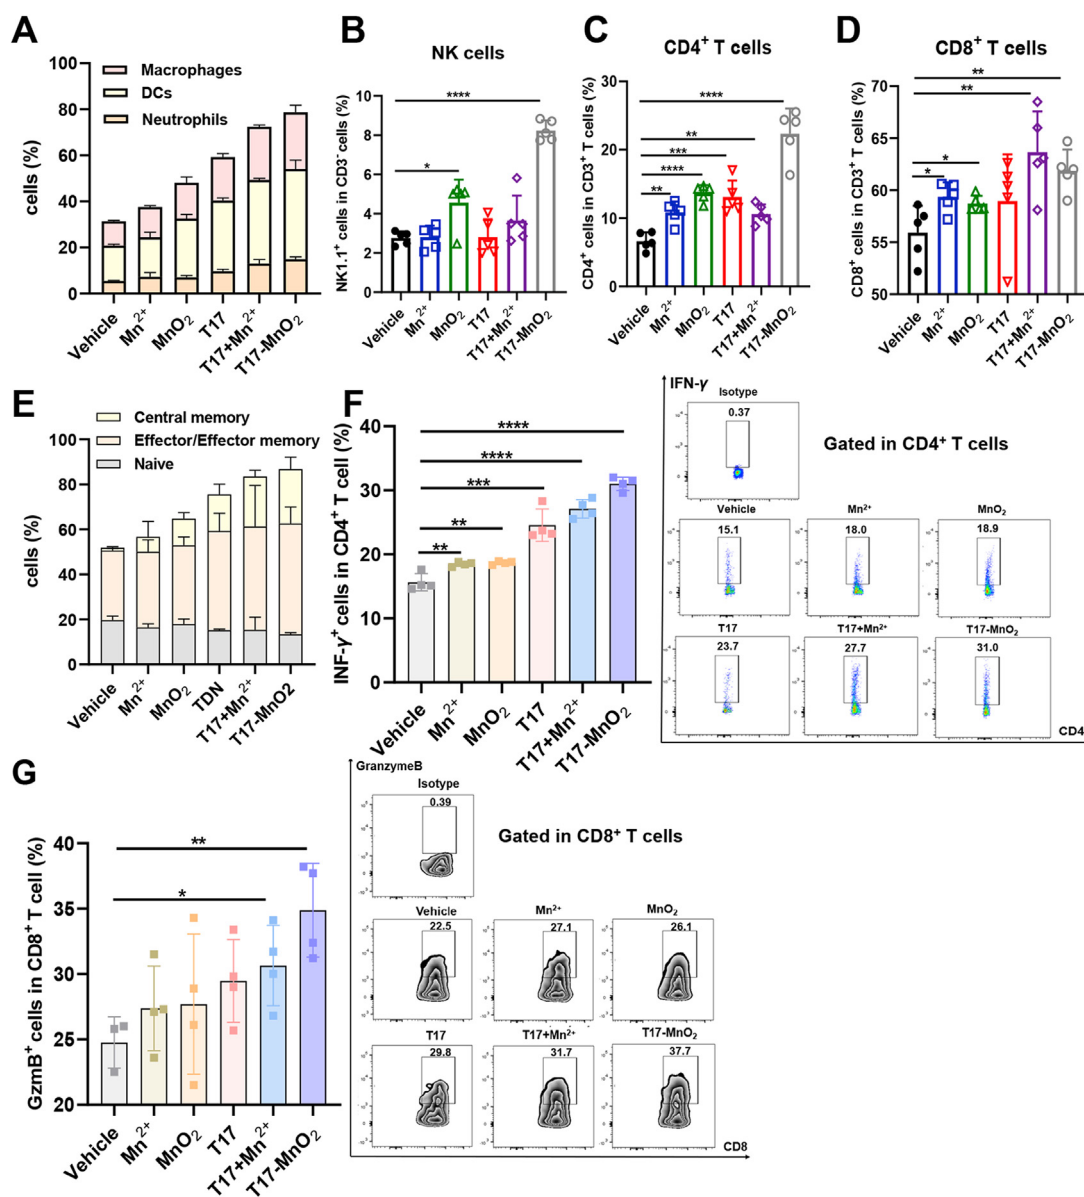 A
Macrophages
DCs
Neutrophils
cells (%)
100
80
60
40
20
0
Vehicle
Mn²⁺
MnO₂
T17
T17+Mn²⁺
T17-MnO₂
B
NK cells
NK1.1⁺ cells in CD3⁻ cells (%)
10
8
6
4
2
0
****
*
Vehicle
Mn²⁺
MnO₂
T17
T17+Mn²⁺
T17-MnO₂
C
CD4⁺ T cells
CD4⁺ cells in CD3⁺ T cells (%)
30
20
10
0
****
**
***
****
**
Vehicle
Mn²⁺
MnO₂
T17
T17+Mn²⁺
T17-MnO₂
D
CD8⁺ T cells
CD8⁺ cells in CD3⁺ T cells (%)
70
65
60
55
50
**
**
*
*
Vehicle
Mn²⁺
MnO₂
T17
T17+Mn²⁺
T17-MnO₂
E
Central memory
Effector/Effector memory
Naive
cells (%)
100
80
60
40
20
0
Vehicle
Mn²⁺
MnO₂
TDN
T17+Mn²⁺
T17-MnO2
F
INF-γ⁺ cells in CD4⁺ T cell (%)
40
30
20
10
0
****
****
***
**
**
Vehicle
Mn²⁺
MnO₂
T17
T17+Mn²⁺
T17-MnO₂
IFN-γ
Isotype
0.37
Gated in CD4⁺ T cells
Vehicle
Mn²⁺
MnO₂
15.1
18.0
18.9
T17
T17+Mn²⁺
T17-MnO₂
23.7
27.7
31.0
CD4
G
GzmB⁺ cells in CD8⁺ T cell (%)
40
35
30
25
20
**
*
Vehicle
Mn²⁺
MnO₂
T17
T17+Mn²⁺
T17-MnO₂
GranzymeB
Isotype
0.39
Gated in CD8⁺ T cells
Vehicle
Mn²⁺
MnO₂
22.5
27.1
26.1
T17
T17+Mn²⁺
T17-MnO₂
29.8
31.7
37.7
CD8